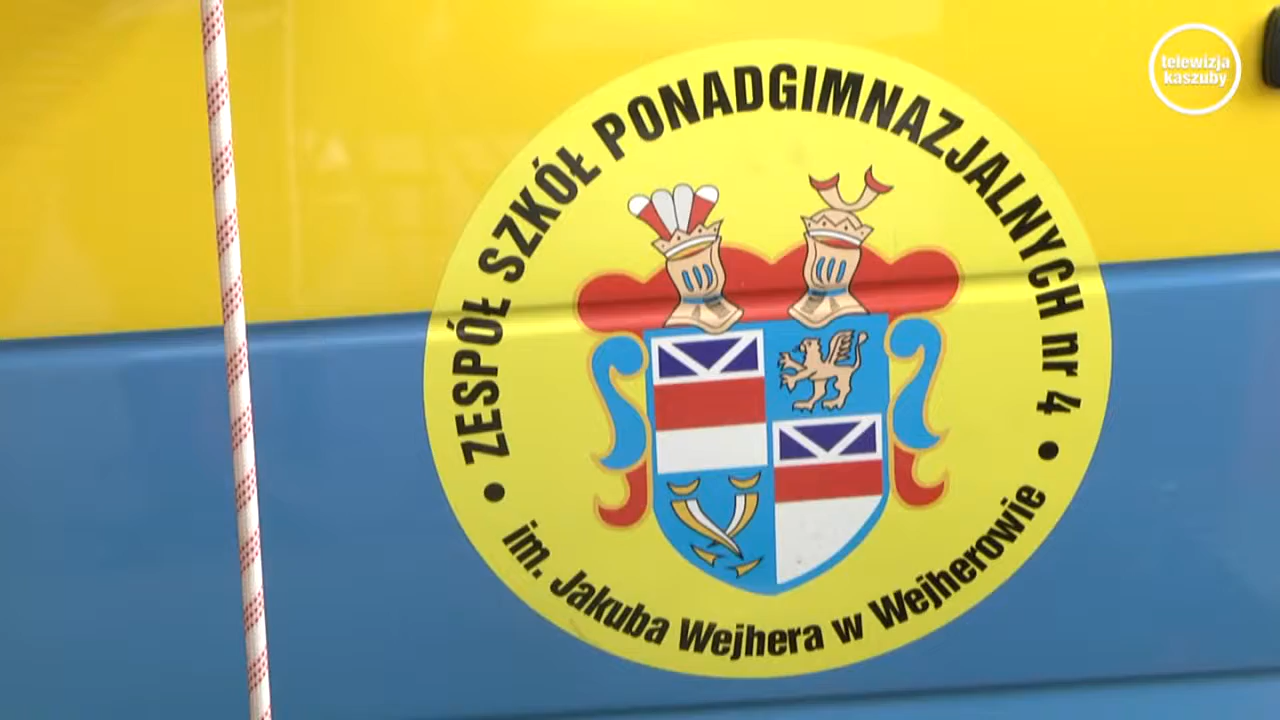 telewizja
kaszuby
• ZESPÓŁ SZKÓŁ PONADGIMNAZJALNYCH nr 4 •
im. Jakuba Wejhera w Wejherowie